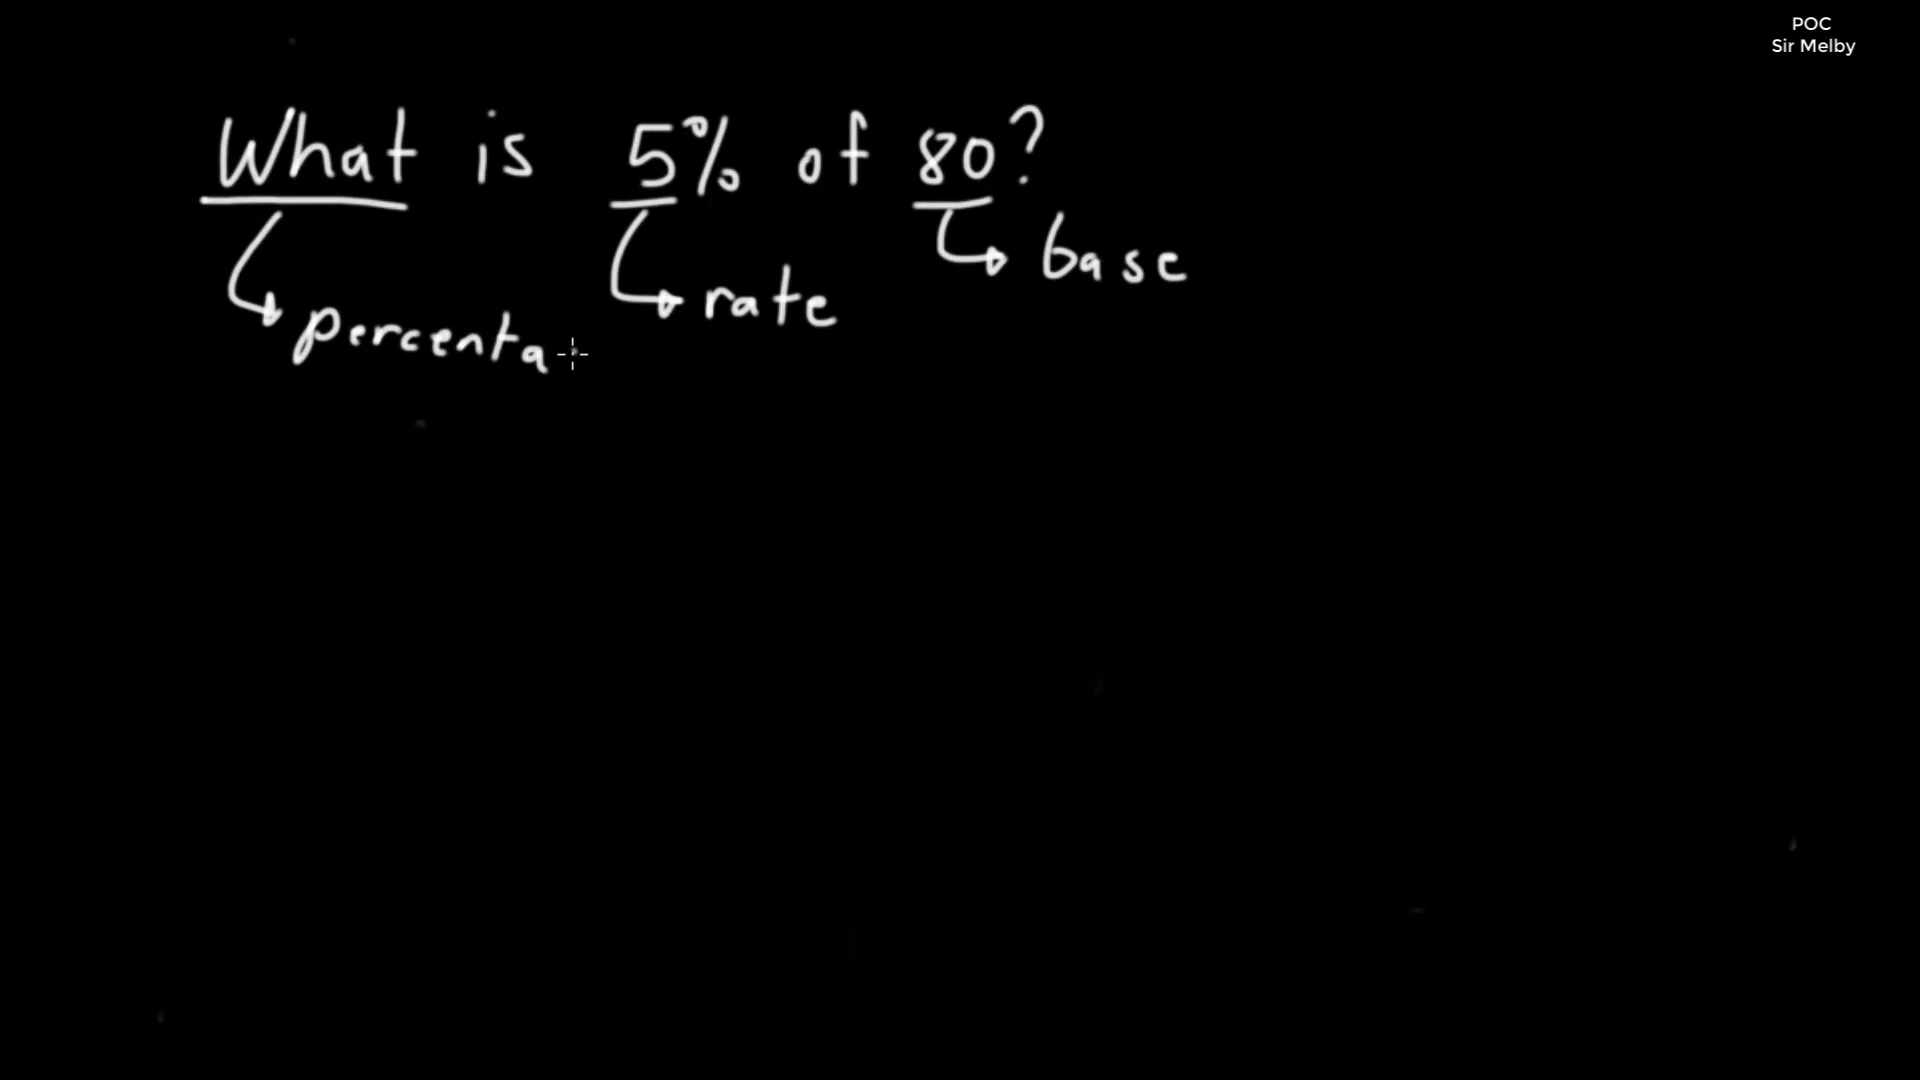 POC
Sir Melby
What is 5% of 80?
base
rate
percenta